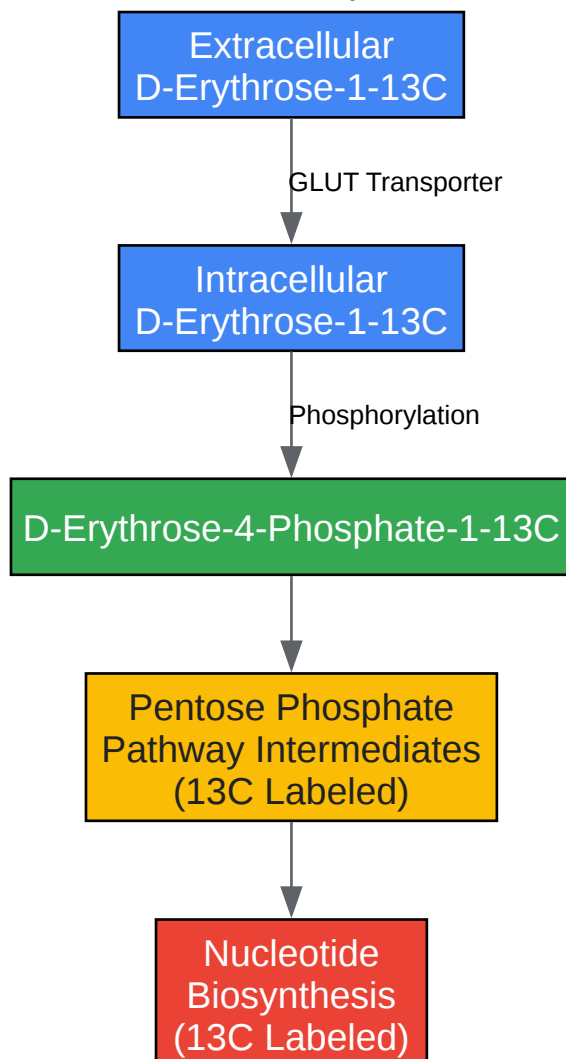 Extracellular
D-Erythrose-1-13C
GLUT Transporter
Intracellular
D-Erythrose-1-13C
Phosphorylation
D-Erythrose-4-Phosphate-1-13C
Pentose Phosphate
Pathway Intermediates
(13C Labeled)
Nucleotide
Biosynthesis
(13C Labeled)